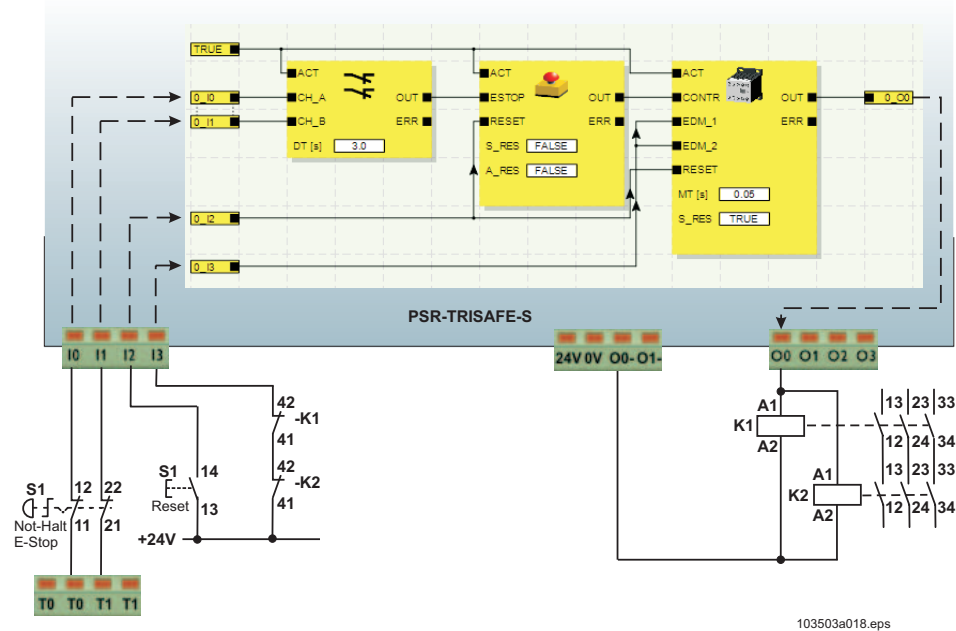 TRUE
ACT
ACT
ACT
0_I0
CH_A
OUT
ESTOP
OUT
CONTR
OUT
0_O0
0_I1
CH_B
ERR
RESET
ERR
EDM_1
ERR
DT [s]
3.0
S_RES
FALSE
EDM_2
A_RES
FALSE
RESET
MT [s]
0.05
0_I2
S_RES
TRUE
0_I3
PSR-TRISAFE-S
I0 I1 I2 I3
24V 0V O0- O1-
O0 O1 O2 O3
42
-K1
41
42
-K2
41
A1
K1
A2
13 23 33
12 24 34
A1
K2
A2
13 23 33
12 24 34
S1
14
Reset
13
S1
12 22
Not-Halt
11 21
E-Stop
+24V
T0 T0 T1 T1
103503a018.eps